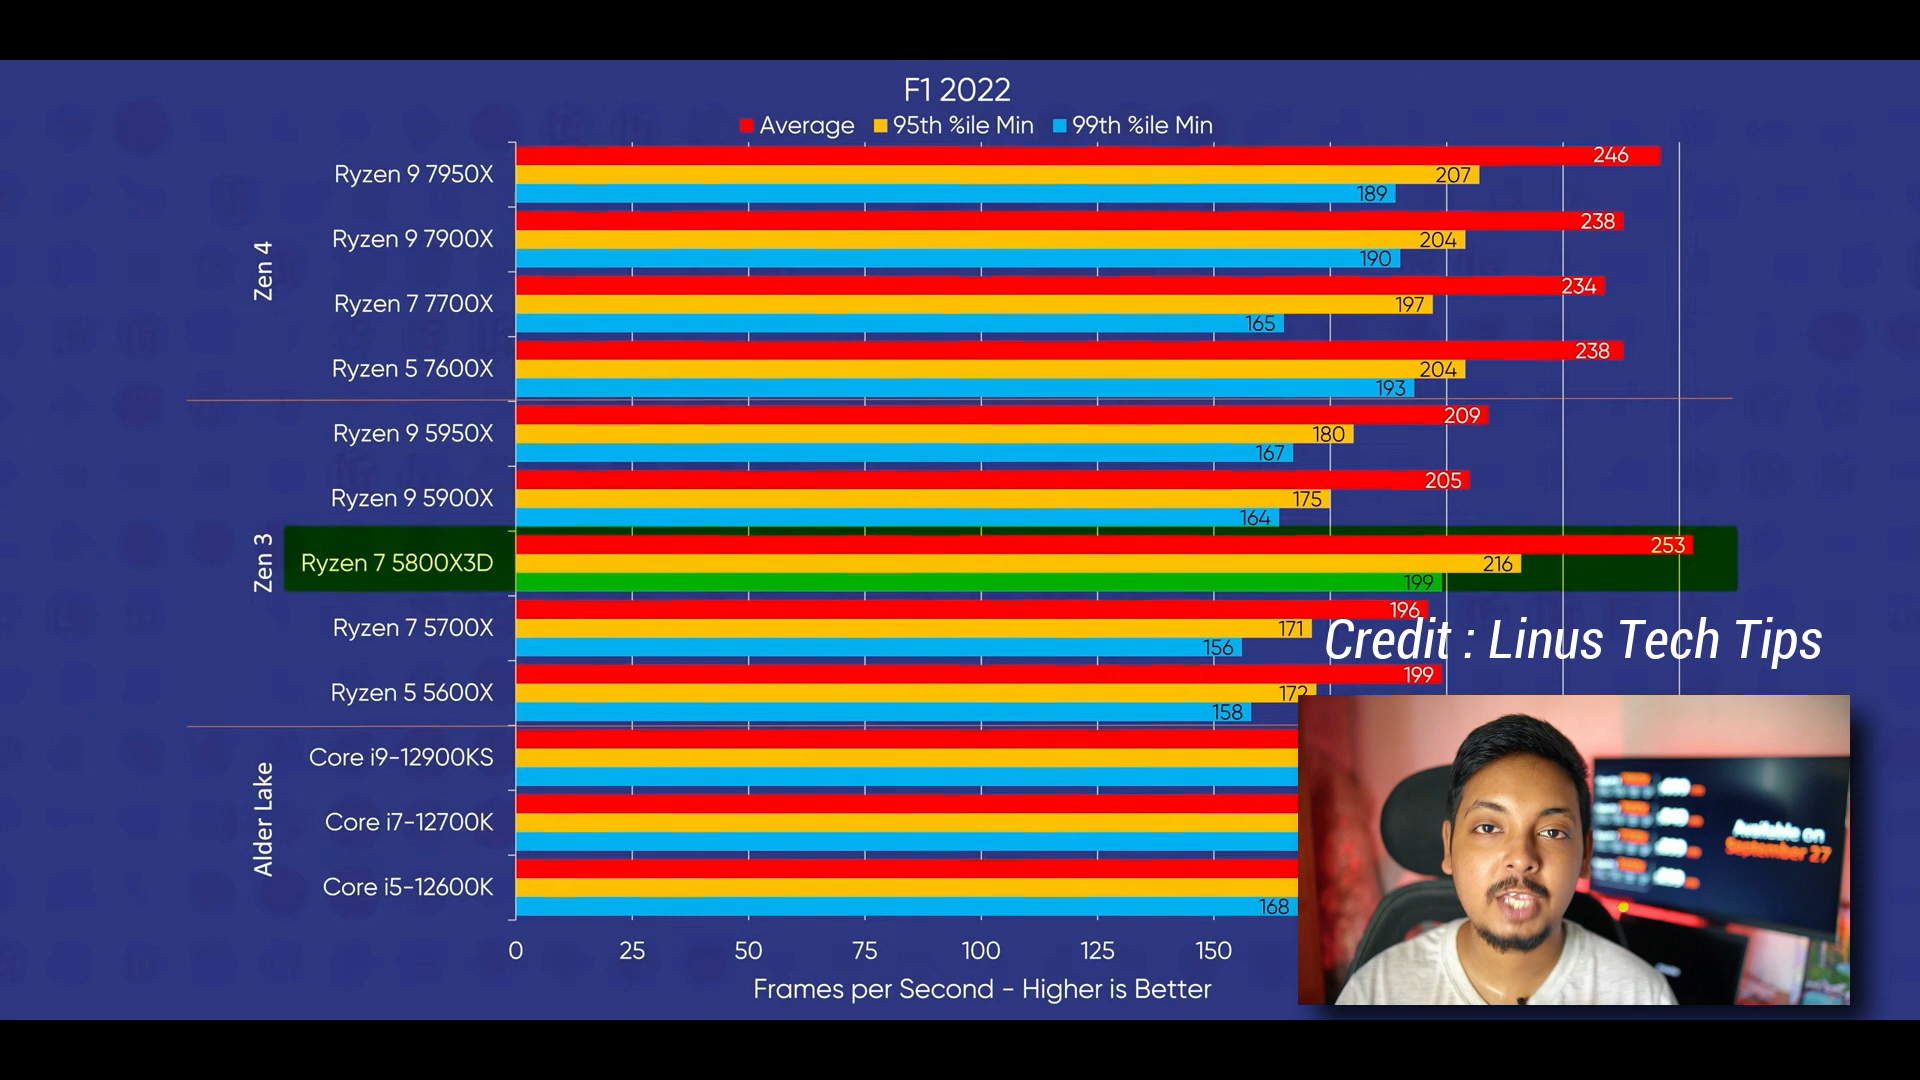 F1 2022
Average 95th %ile Min 99th %ile Min
Zen 4
Ryzen 9 7950X 246 207 189
Ryzen 9 7900X 238 204 190
Ryzen 7 7700X 234 197 165
Ryzen 5 7600X 238 204 193
Zen 3
Ryzen 9 5950X 209 180 167
Ryzen 9 5900X 205 175 164
Ryzen 7 5800X3D 253 216 199
Ryzen 7 5700X 196 171 156
Credit : Linus Tech Tips
Ryzen 5 5600X 199 172 158
Alder Lake
Core i9-12900KS
Core i7-12700K
Core i5-12600K 168
0 25 50 75 100 125 150
Frames per Second - Higher is Better
Available on
September 27